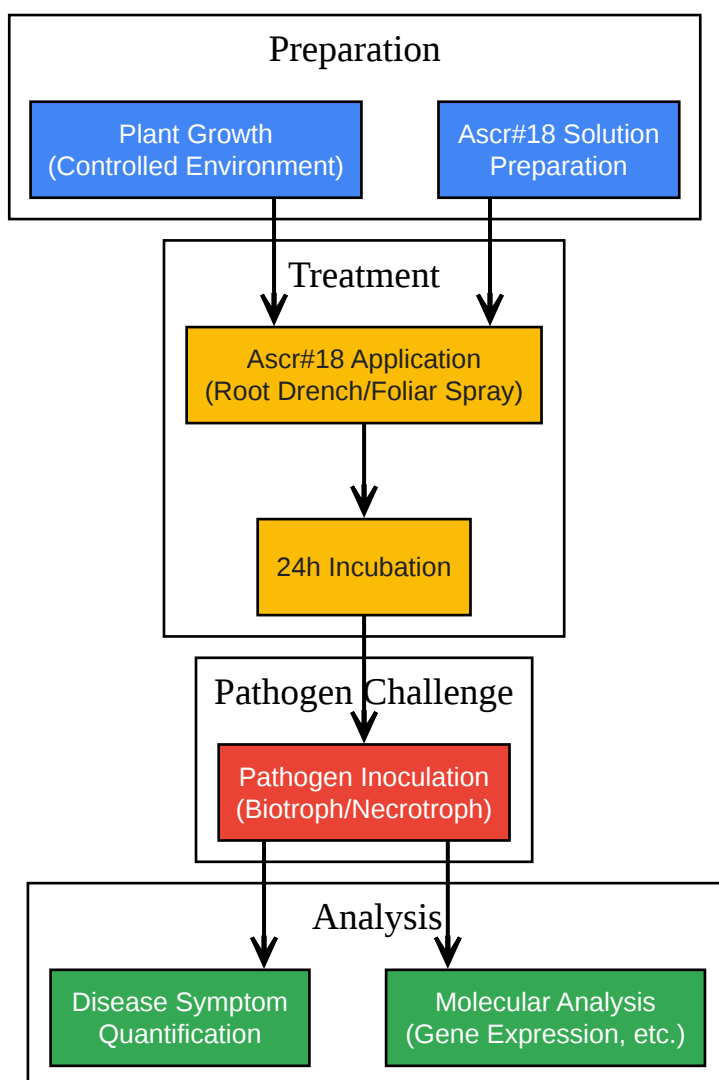 Preparation
Plant Growth
(Controlled Environment)
Ascr#18 Solution
Preparation
Treatment
Ascr#18 Application
(Root Drench/Foliar Spray)
24h Incubation
Pathogen Challenge
Pathogen Inoculation
(Biotroph/Necrotroph)
Analysis
Disease Symptom
Quantification
Molecular Analysis
(Gene Expression, etc.)